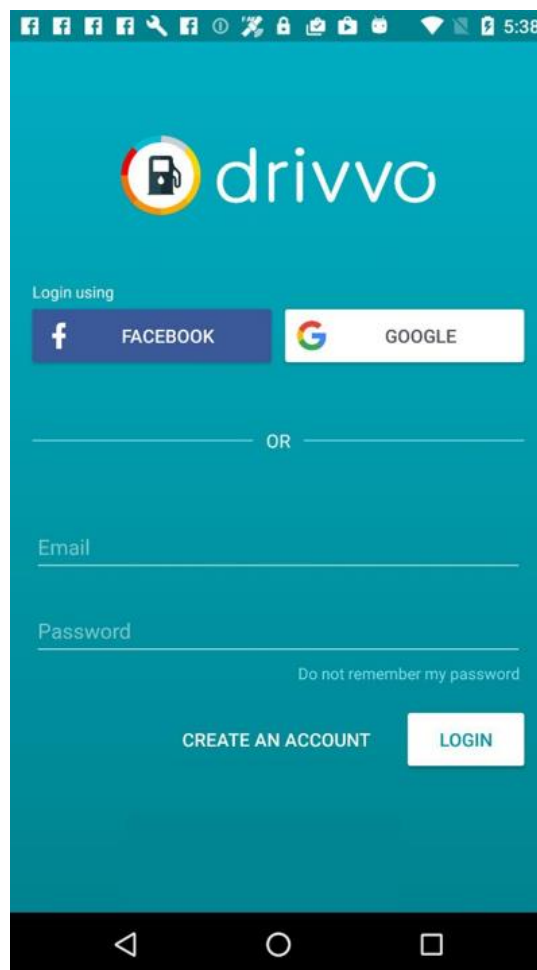 5:38
drivvo
Login using
FACEBOOK
GOOGLE
OR
Email
Password
Do not remember my password
CREATE AN ACCOUNT
LOGIN